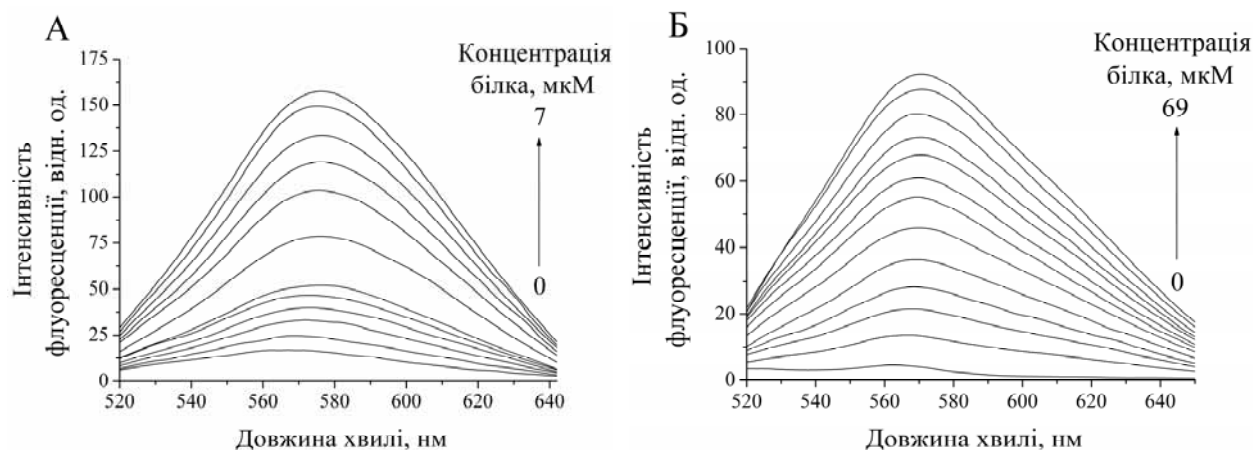 А
Концентрація
білка, мкМ
7
0
175
150
125
100
75
50
25
0
Інтенсивність
флуоресценції, відн. од.
520 540 560 580 600 620 640
Довжина хвилі, нм
Б
Концентрація
білка, мкМ
69
0
100
80
60
40
20
0
Інтенсивність
флуоресценції, відн. од.
520 540 560 580 600 620 640
Довжина хвилі, нм